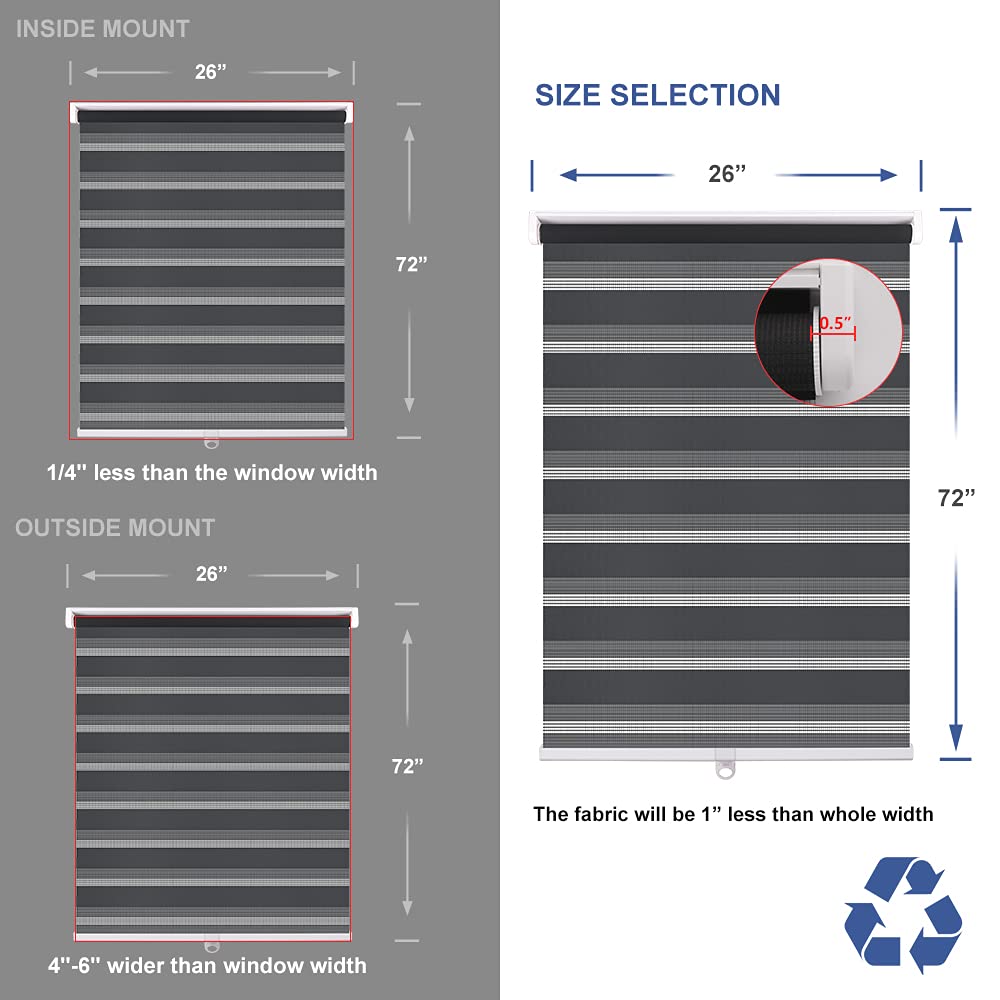 INSIDE MOUNT
26”
72”
1/4" less than the window width
OUTSIDE MOUNT
26”
72”
4"-6" wider than window width
SIZE SELECTION
26”
0.5”
72”
The fabric will be 1” less than whole width